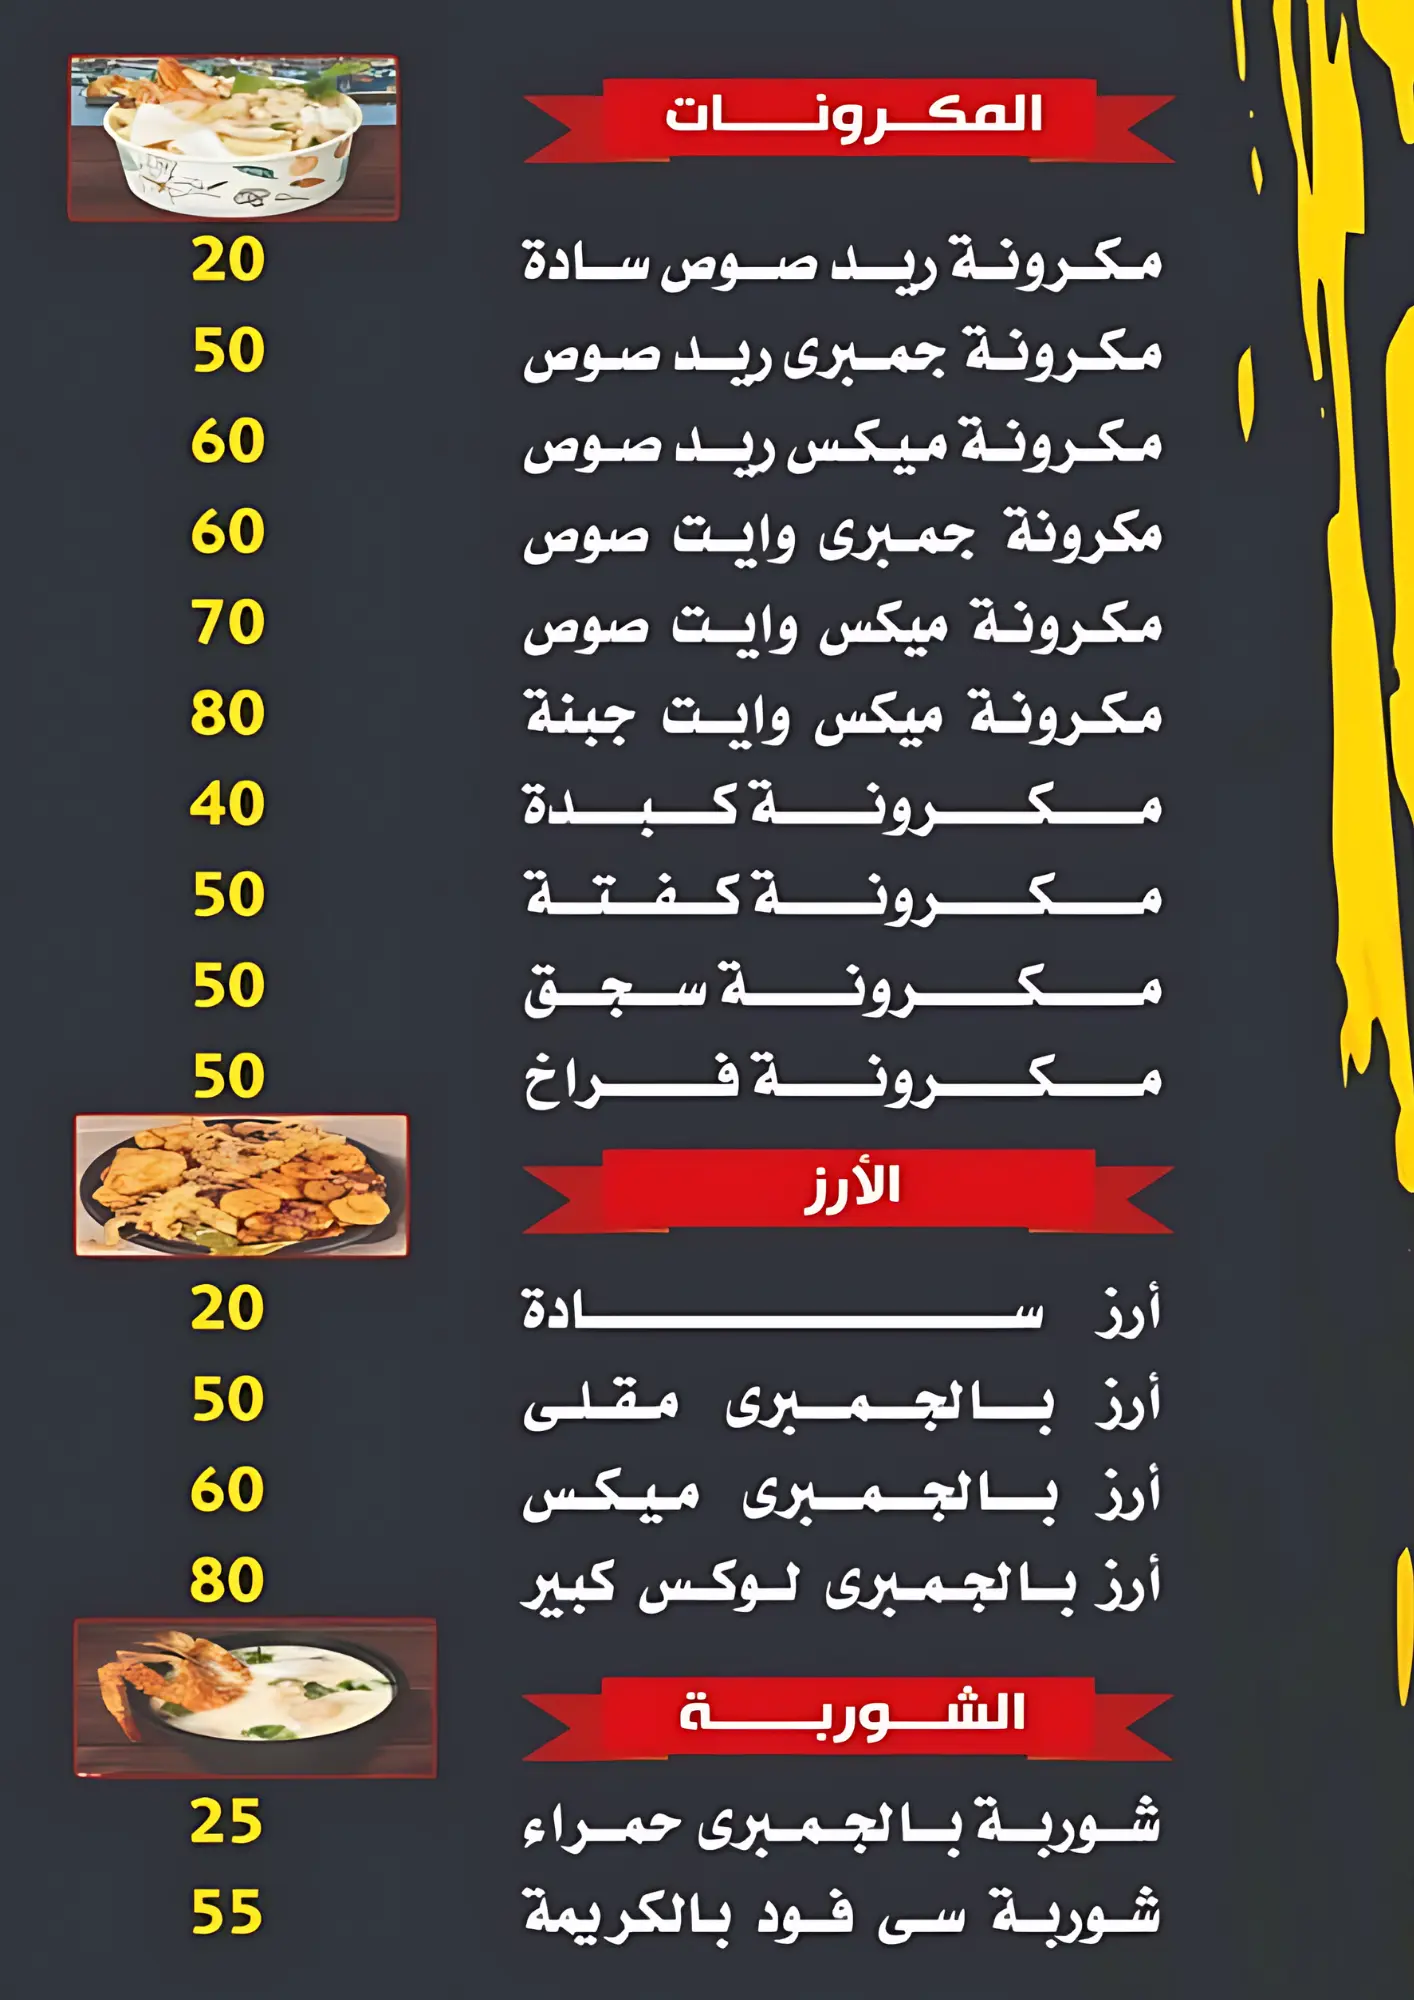 المكرونات
مكرونة ريد صوص سادة 20
مكرونة جمبرى ريد صوص 50
مكرونة ميكس ريد صوص 60
مكرونة جمبرى وايت صوص 60
مكرونة ميكس وايت صوص 70
مكرونة ميكس وايت جبنة 80
مكرونة كبدة 40
مكرونة كفتة 50
مكرونة سجق 50
مكرونة فراخ 50
الأرز
أرز سادة 20
أرز بالجمبرى مقلى 50
أرز بالجمبرى ميكس 60
أرز بالجمبرى لوكس كبير 80
الشوربة
شوربة بالجمبرى حمراء 25
شوربة سى فود بالكريمة 55